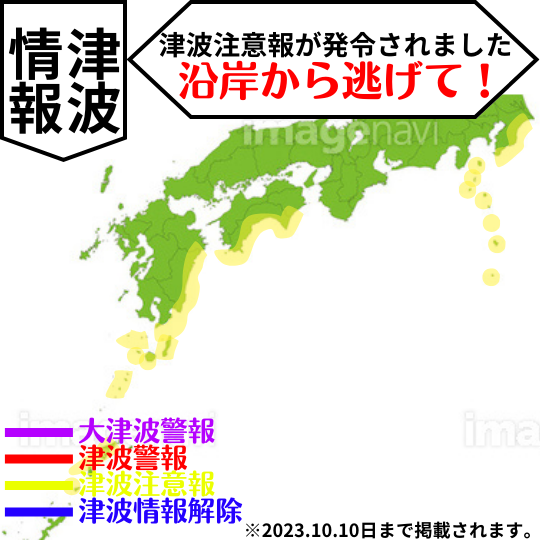 津波情報
津波注意報が発令されました
沿岸から逃げて！
imagenavi
imagenavi
ima
大津波警報
津波警報
津波注意報
津波情報解除
※2023.10.10日まで掲載されます。